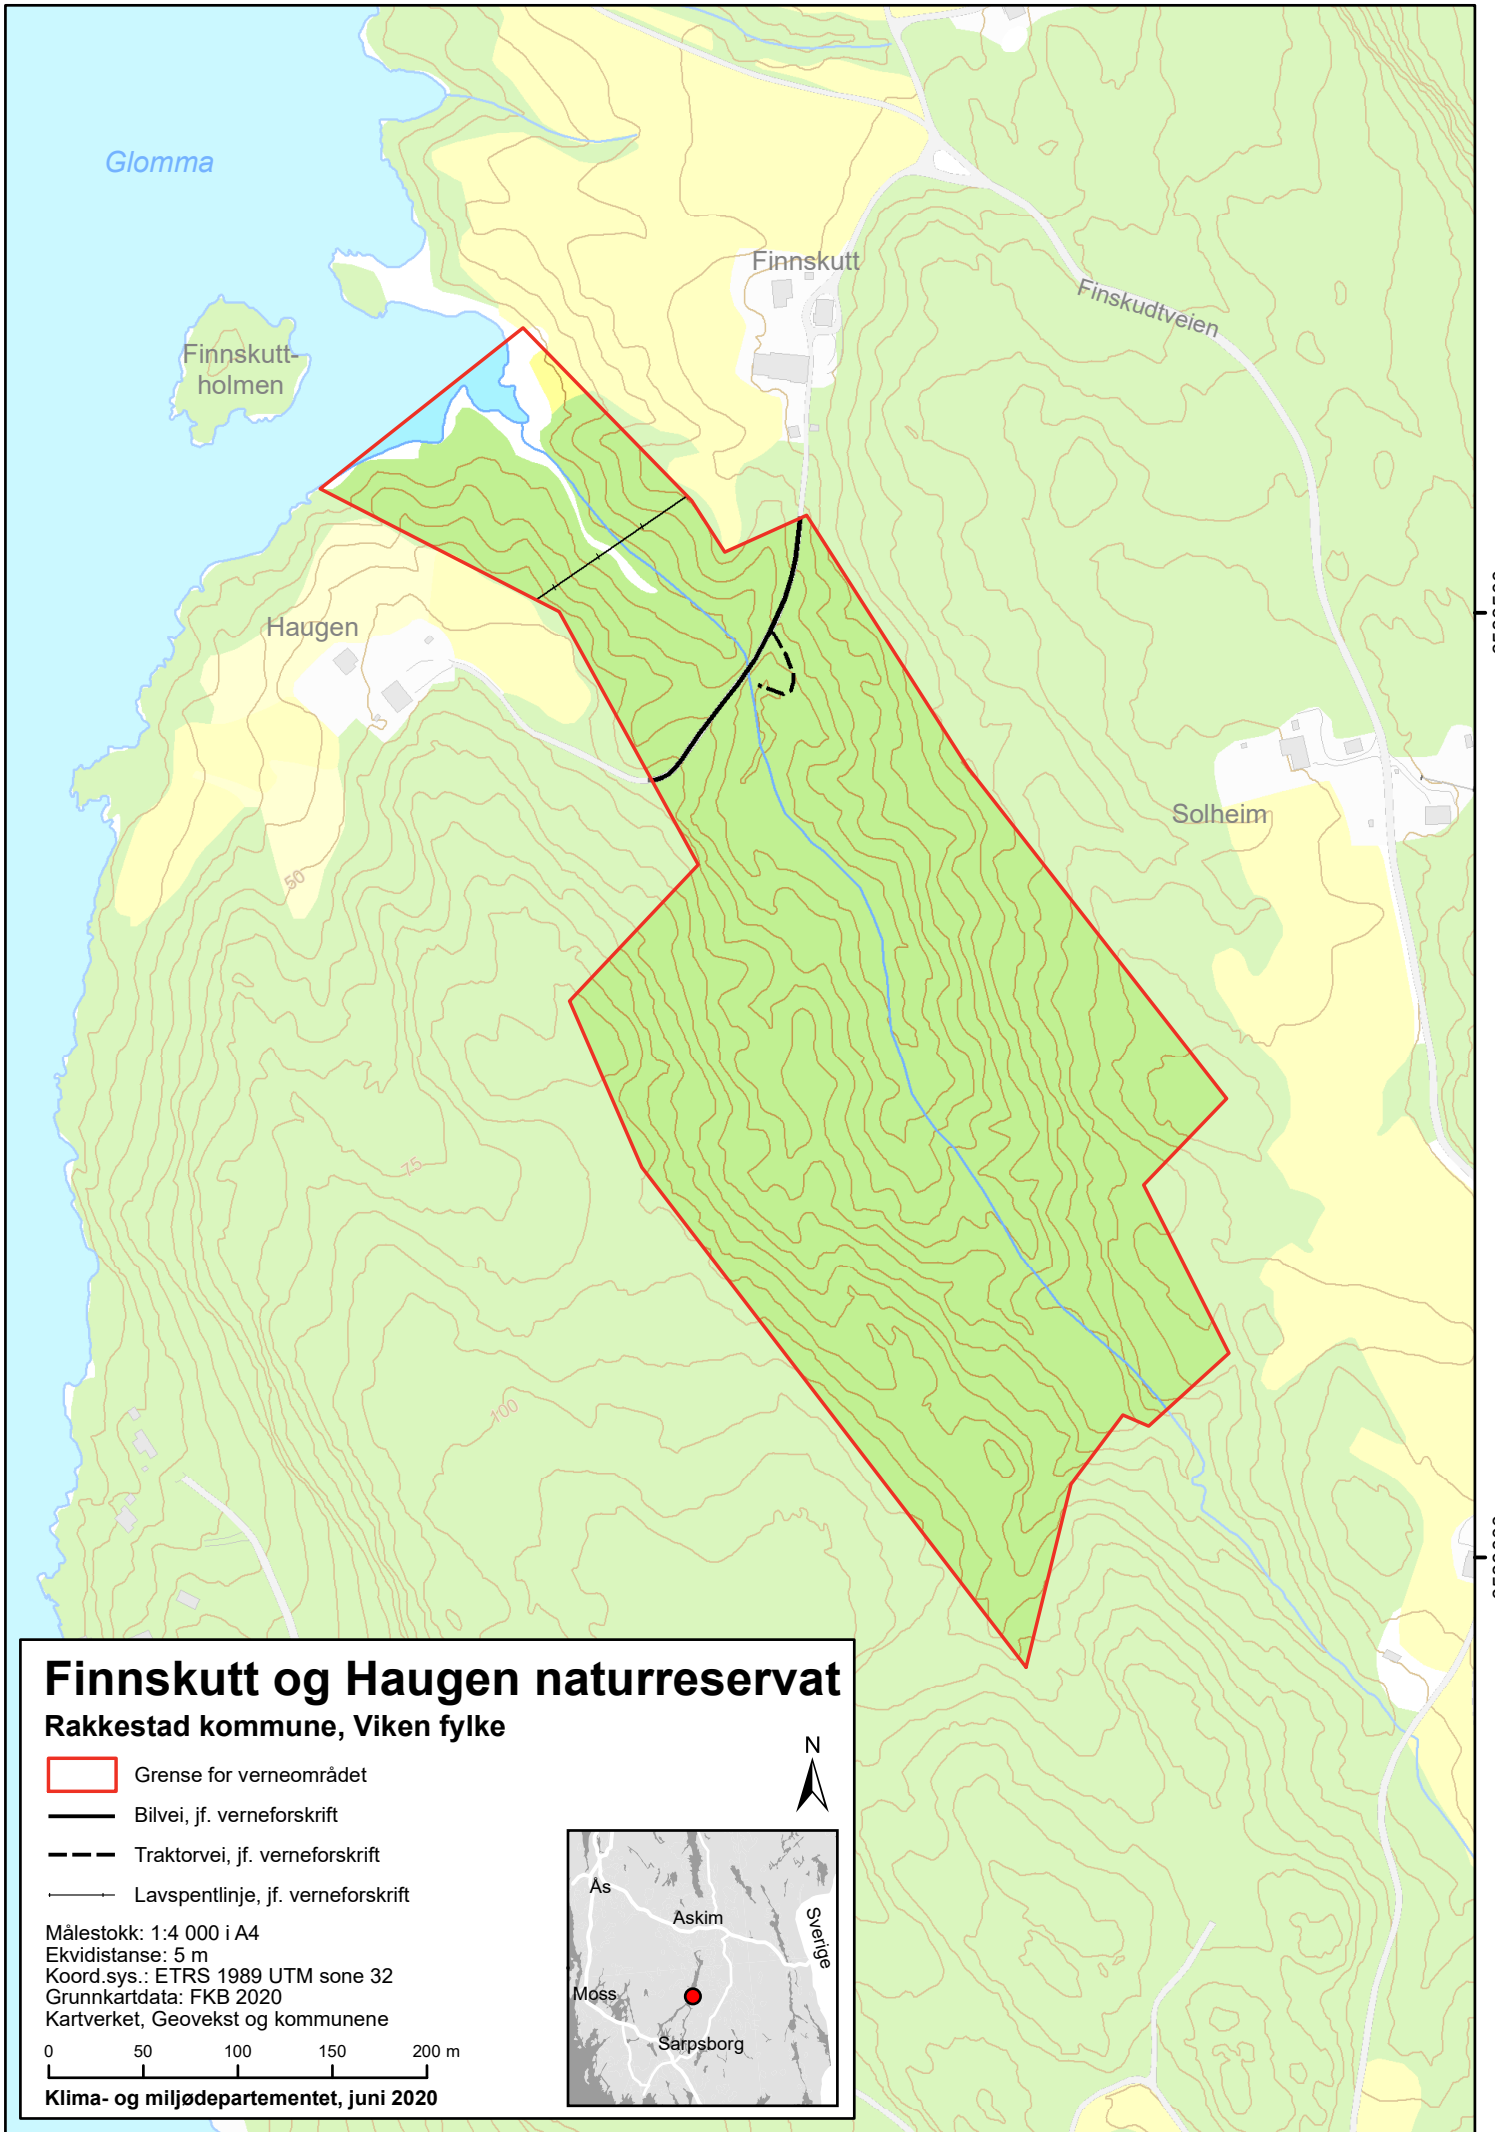 Glomma
Finnskutt
Finskudtveien
Finnskutt-
holmen
Haugen
Solheim
50
75
100
Finnskutt og Haugen naturreservat
Rakkestad kommune, Viken fylke
Grense for verneområdet
Bilvei, jf. verneforskrift
Traktorvei, jf. verneforskrift
Lavspentlinje, jf. verneforskrift
N
Målestokk: 1:4 000 i A4
Ekvidistanse: 5 m
Koord.sys.: ETRS 1989 UTM sone 32
Grunnkartdata: FKB 2020
Kartverket, Geovekst og kommunene
0 50 100 150 200 m
Klima- og miljødepartementet, juni 2020
Ås
Askim
Sverige
Moss
Sarpsborg